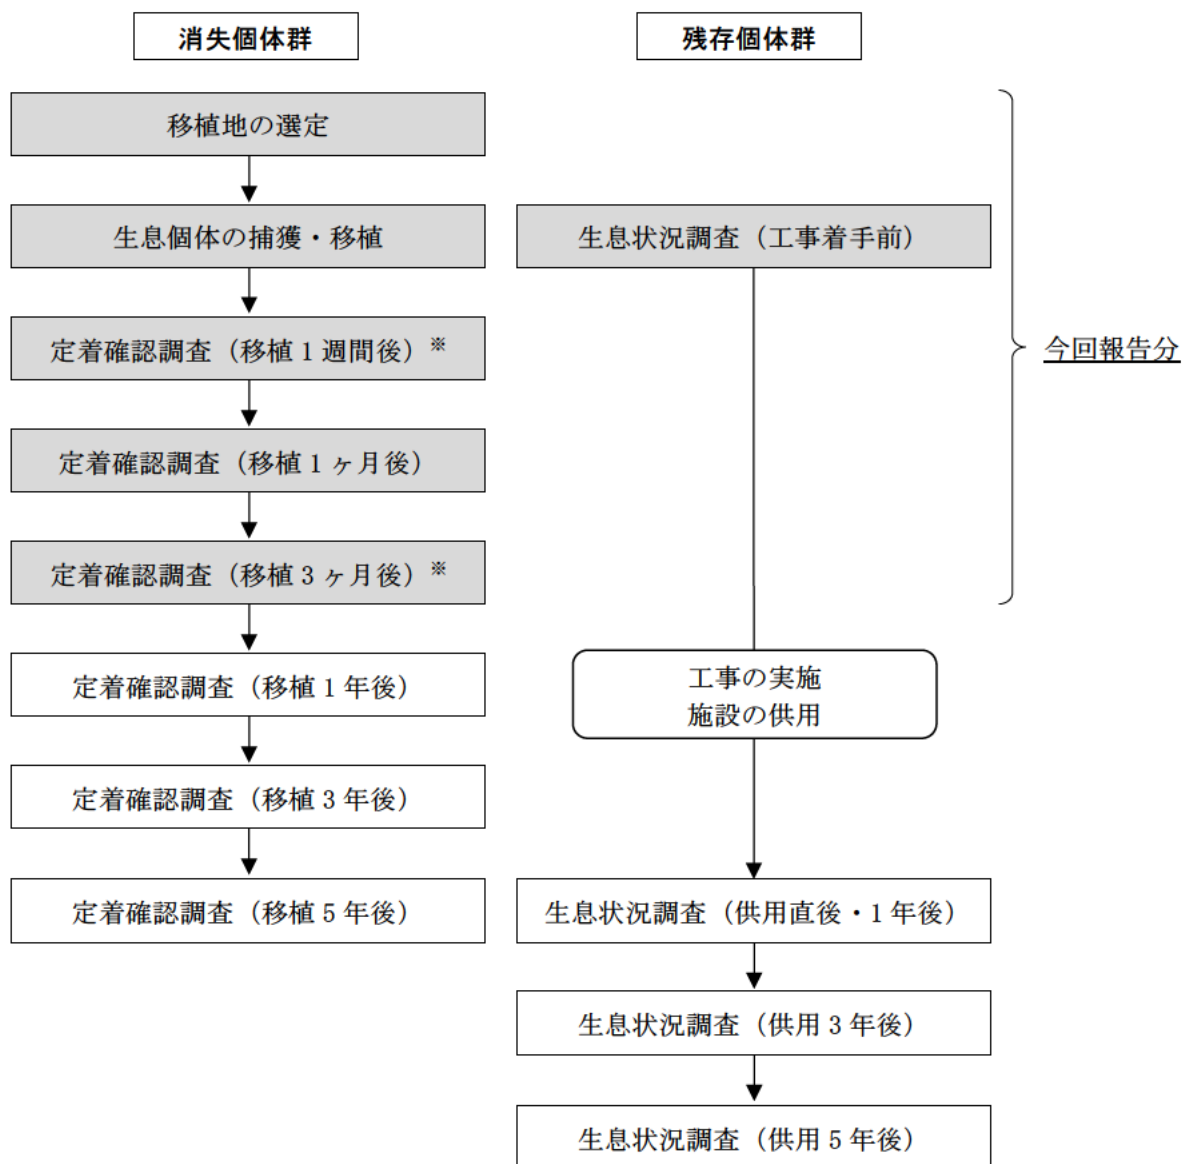 消失個体群
残存個体群
移植地の選定
生息個体の捕獲・移植
生息状況調査（工事着手前）
定着確認調査（移植 1 週間後）※
今回報告分
定着確認調査（移植 1 ヶ月後）
定着確認調査（移植 3 ヶ月後）※
定着確認調査（移植 1 年後）
工事の実施
施設の供用
定着確認調査（移植 3 年後）
定着確認調査（移植 5 年後）
生息状況調査（供用直後・1 年後）
生息状況調査（供用 3 年後）
生息状況調査（供用 5 年後）